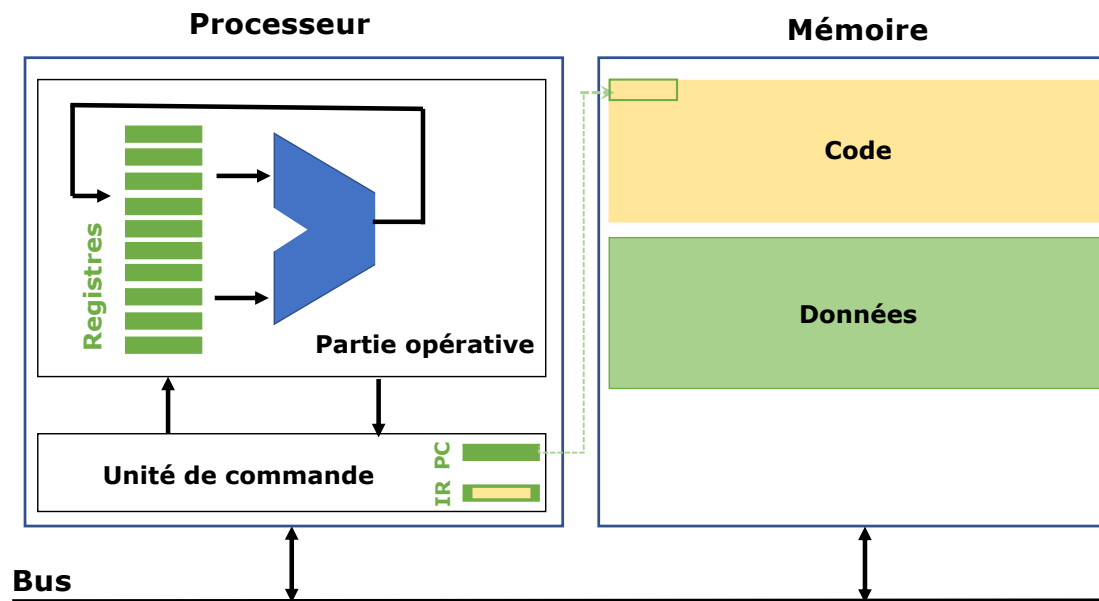 Processeur
Mémoire
Code
Registres
Données
Partie opérative
Unité de commande
PC
IR
Bus